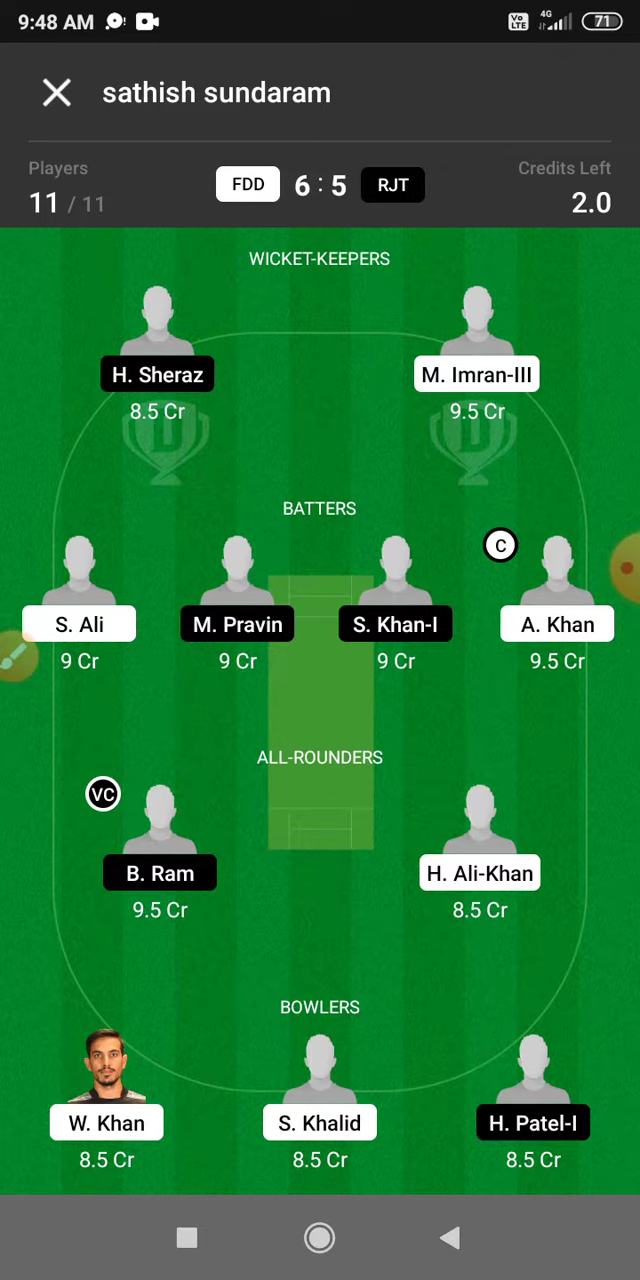 9:48 AM
Vo LTE 4G 71
sathish sundaram
Players
Credits Left
11 / 11
FDD 6 : 5 RJT
2.0
WICKET-KEEPERS
H. Sheraz M. Imran-III
8.5 Cr 9.5 Cr
BATTERS
C
S. Ali M. Pravin S. Khan-I A. Khan
9 Cr 9 Cr 9 Cr 9.5 Cr
ALL-ROUNDERS
VC
B. Ram H. Ali-Khan
9.5 Cr 8.5 Cr
BOWLERS
W. Khan S. Khalid H. Patel-I
8.5 Cr 8.5 Cr 8.5 Cr